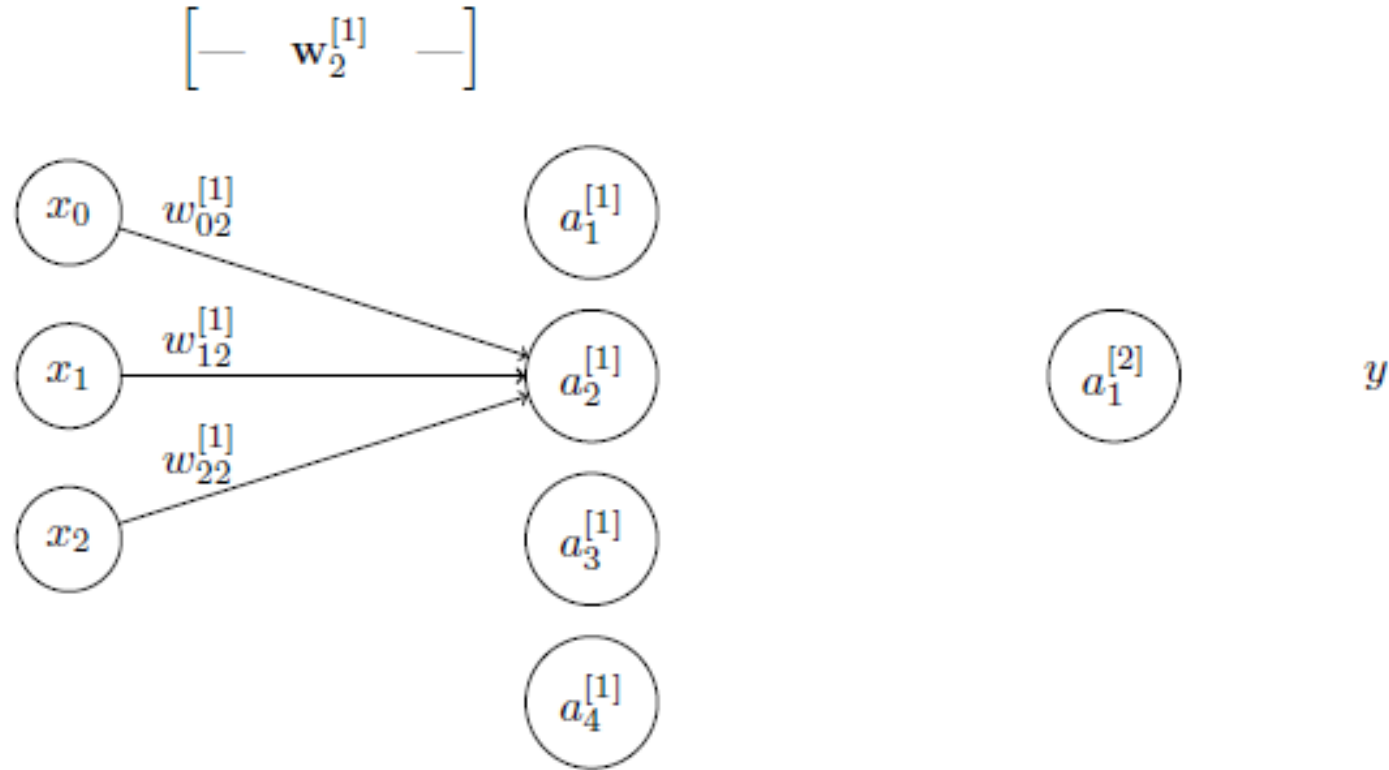 [— w₂^[1] —]
x₀ w₀₂^[1] a₁^[1]
x₁ w₁₂^[1] a₂^[1] a₁^[2] y
x₂ w₂₂^[1] a₃^[1]
a₄^[1]